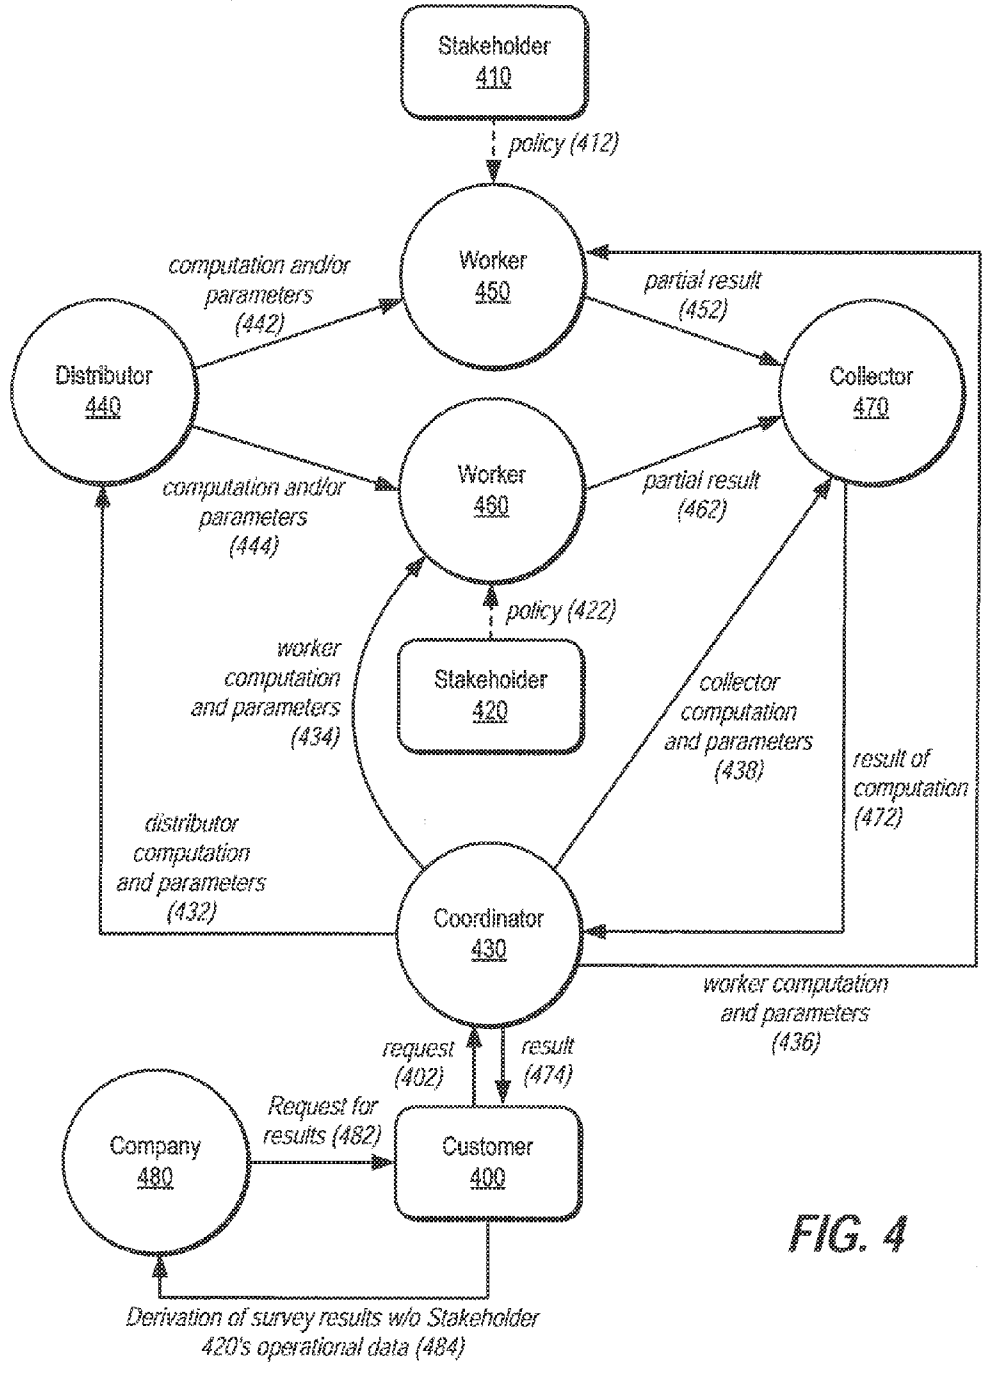 Stakeholder
410
policy (412)
Worker
450
computation and/or
parameters
(442)
partial result
(452)
Distributor
440
Collector
470
Worker
460
computation and/or
parameters
(444)
partial result
(462)
policy (422)
Stakeholder
420
worker
computation
and parameters
(434)
collector
computation
and parameters
(438)
result of
computation
(472)
distributor
computation
and parameters
(432)
Coordinator
430
worker computation
and parameters
(436)
request
(402)
result
(474)
Request for
results (482)
Company
480
Customer
400
FIG. 4
Derivation of survey results w/o Stakeholder
420's operational data (484)